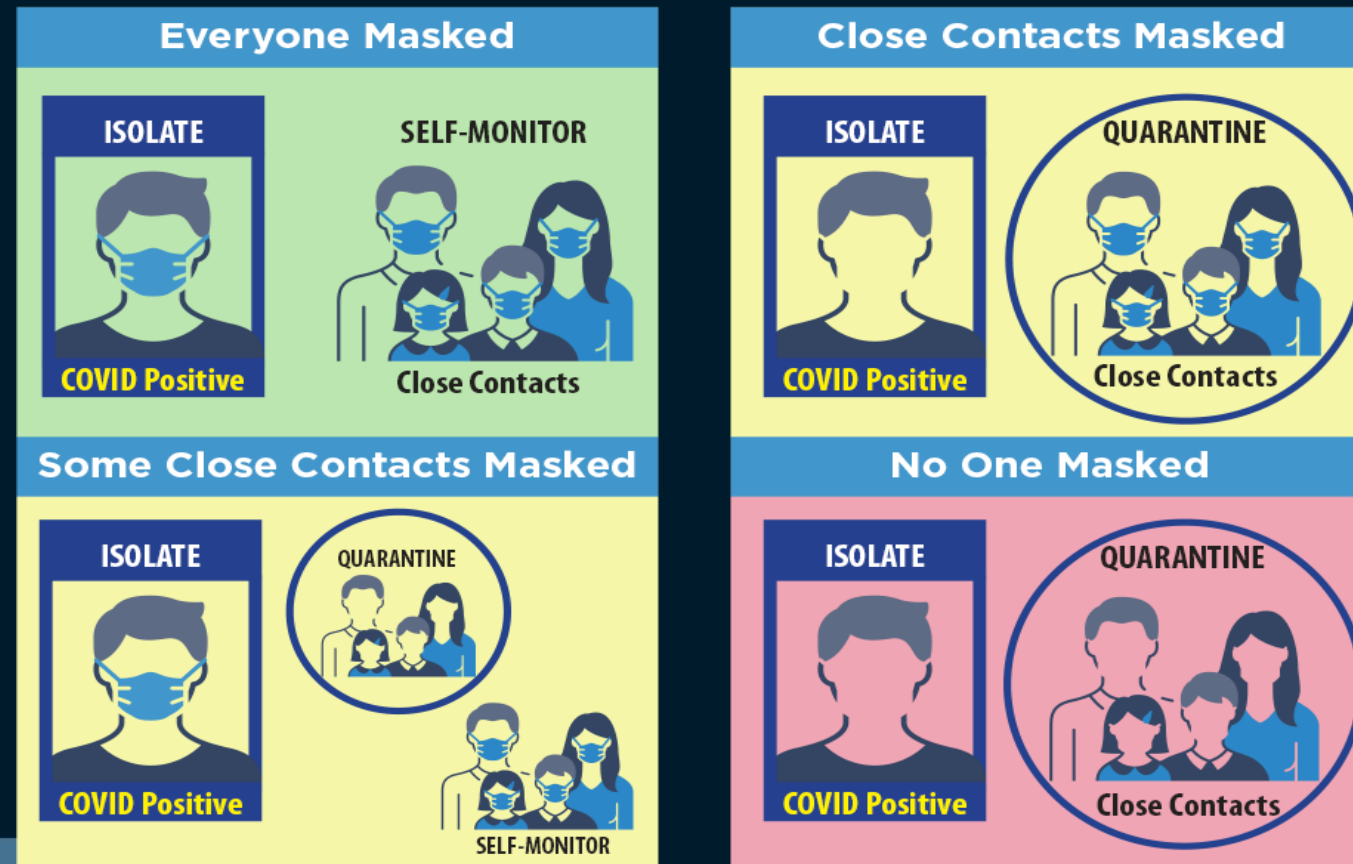 Everyone Masked
ISOLATE
SELF-MONITOR
COVID Positive
Close Contacts
Close Contacts Masked
ISOLATE
QUARANTINE
COVID Positive
Close Contacts
Some Close Contacts Masked
ISOLATE
QUARANTINE
COVID Positive
SELF-MONITOR
No One Masked
ISOLATE
QUARANTINE
COVID Positive
Close Contacts